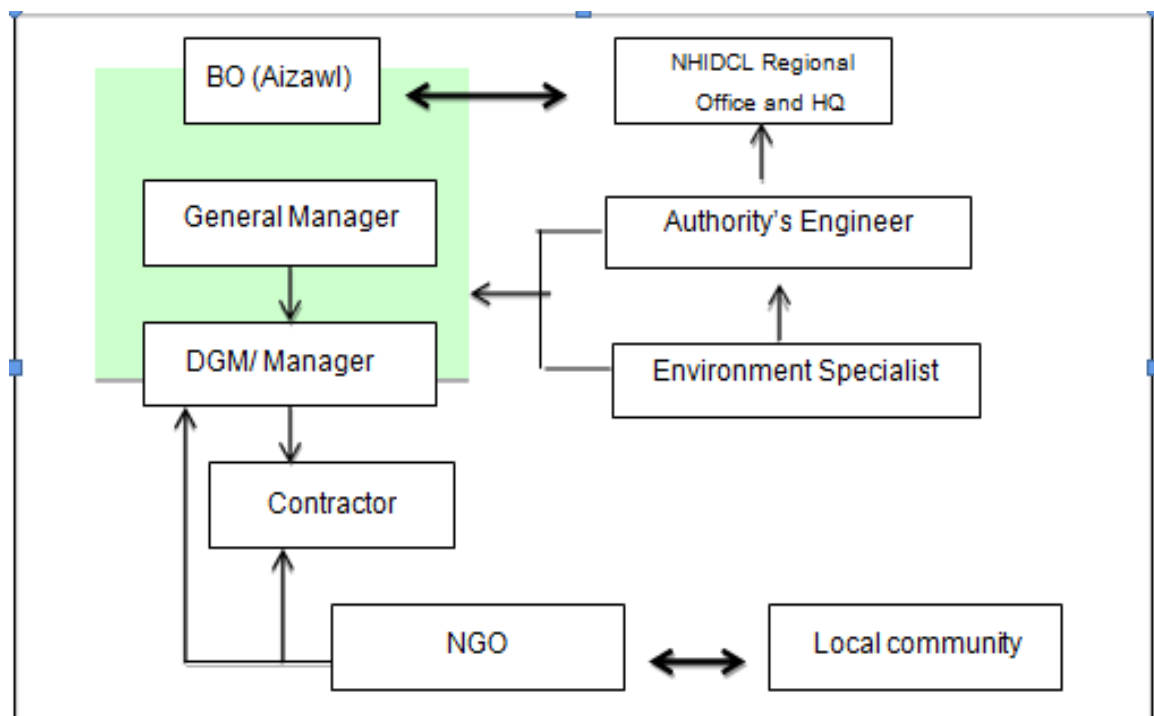 BO (Aizawl)
NHIDCL Regional
Office and HQ
General Manager
Authority’s Engineer
DGM/ Manager
Environment Specialist
Contractor
NGO
Local community